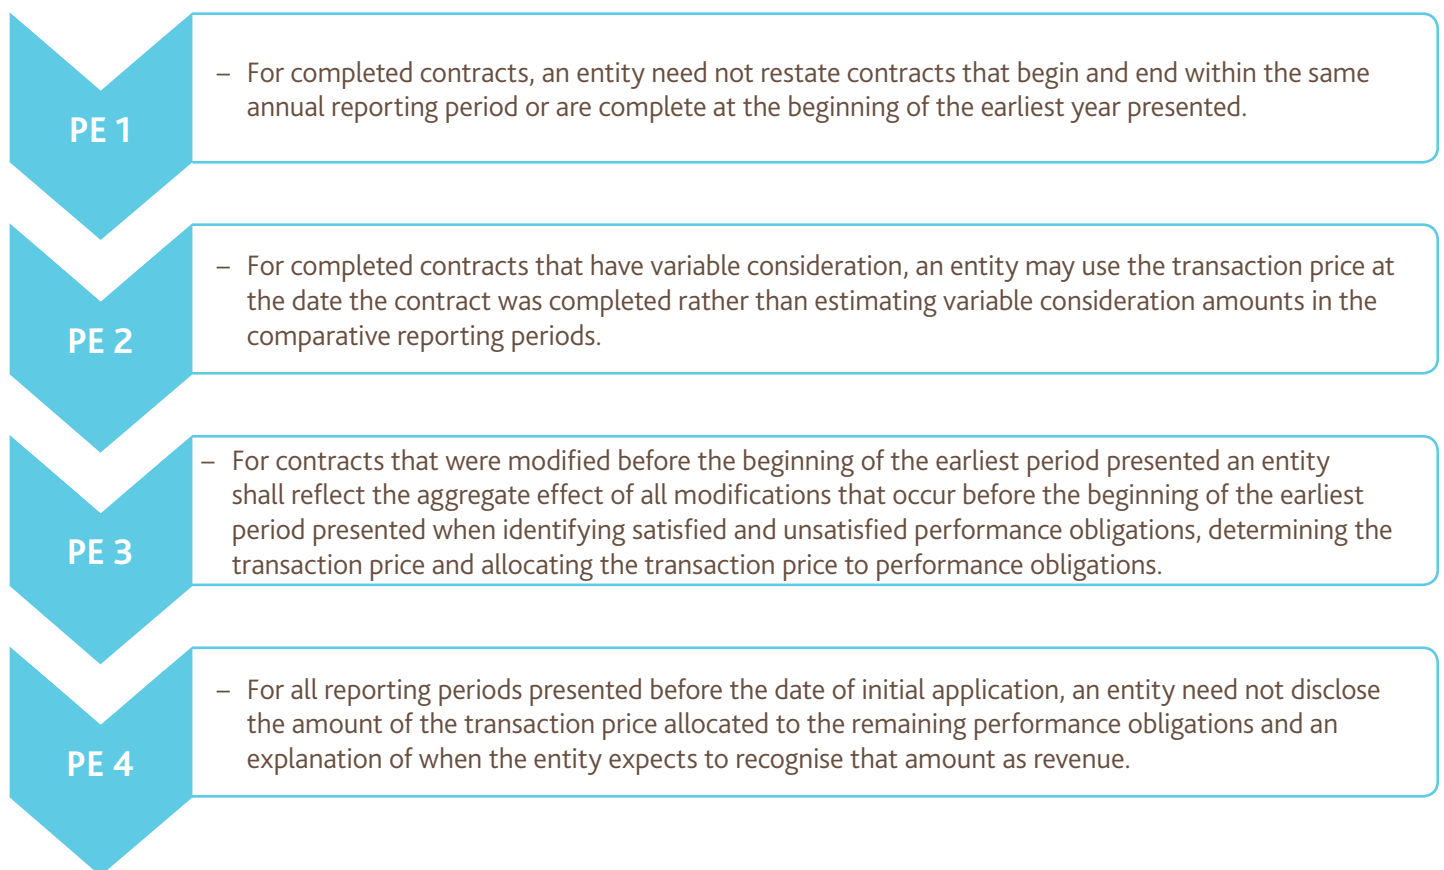 PE 1
– For completed contracts, an entity need not restate contracts that begin and end within the same
annual reporting period or are complete at the beginning of the earliest year presented.
PE 2
– For completed contracts that have variable consideration, an entity may use the transaction price at
the date the contract was completed rather than estimating variable consideration amounts in the
comparative reporting periods.
PE 3
– For contracts that were modified before the beginning of the earliest period presented an entity
shall reflect the aggregate effect of all modifications that occur before the beginning of the earliest
period presented when identifying satisfied and unsatisfied performance obligations, determining the
transaction price and allocating the transaction price to performance obligations.
PE 4
– For all reporting periods presented before the date of initial application, an entity need not disclose
the amount of the transaction price allocated to the remaining performance obligations and an
explanation of when the entity expects to recognise that amount as revenue.